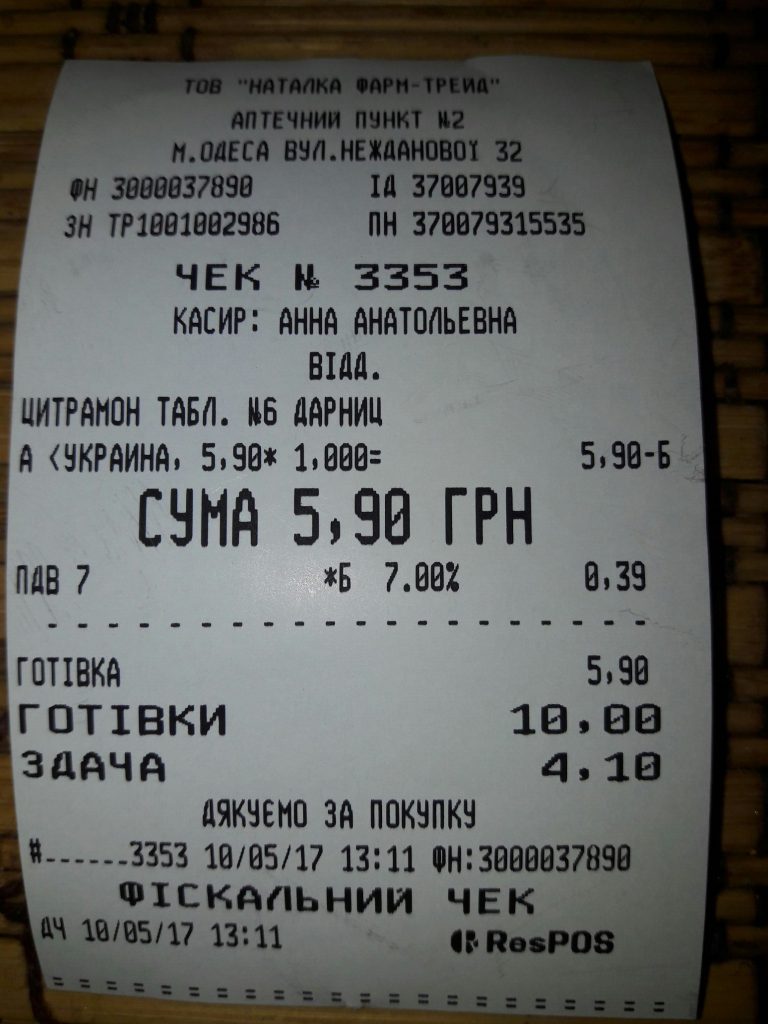 ТОВ "НАТАЛКА ФАРМ-ТРЕЙД"
АПТЕЧНИЙ ПУНКТ №2
М.ОДЕСА ВУЛ.НЕЖДАНОВОЇ 32
ФН 3000037890 ІД 37007939
ЗН ТР1001002986 ПН 370079315535
ЧЕК № 3353
КАСИР: АННА АНАТОЛЬЕВНА
ВІДД.
ЦИТРАМОН ТАБЛ. №6 ДАРНИЦ
А <УКРАИНА, 5,90* 1,000= 5,90-Б
СУМА 5,90 ГРН
ПДВ 7 *Б 7.00% 0,39
- - - - - - - - - - - - - - - - - - - -
ГОТІВКА 5,90
ГОТІВКИ 10,00
ЗДАЧА 4,10
ДЯКУЄМО ЗА ПОКУПКУ
#......3353 10/05/17 13:11 ФН:3000037890
ФІСКАЛЬНИЙ ЧЕК
ДЧ 10/05/17 13:11 ResPOS
= = = = = = = = = = = = = = = = = = = = = =